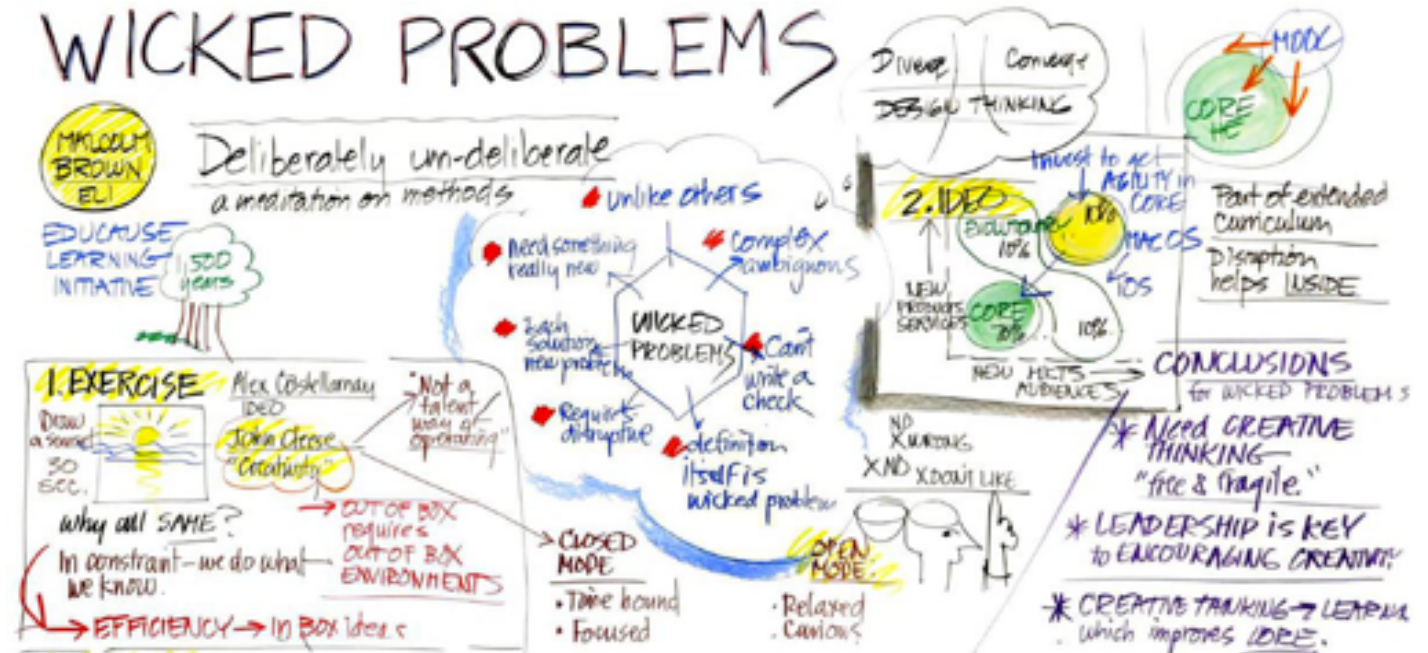 WICKED PROBLEMS
MALCOLM
BROWN
ELI
EDUCAUSE
LEARNING
INITIATIVE
1,500
years
Deliberately un-deliberate
a meditation on methods
1. EXERCISE
Draw
a sunset
30
SEC.
Alex
IDEO
John Cleese
"Creativity"
"Not a
talent
way of
operating"
Why all SAME?
In constraint - we do what
we know.
EFFICIENCY → IN BOX ideas
→ OUT OF BOX
requires
OUT OF BOX
ENVIRONMENTS
WICKED
PROBLEMS
unlike others
complex
ambiguous
Can't
write a
check
definition
itself is
wicked problem
Requires
disruptive
Each
solution
new problem
need something
really new
CLOSED
MODE
• Time bound
• Focused
OPEN
MODE
• Relaxed
• Curious
NO
X WRONG
X NO X DON'T LIKE
Diverge Converge
DESIGN THINKING
2. IDEO
Invest to get
AGILITY in
CORE
10%
MAC OS
iOS
10%
CORE
70%
10%
NEW
PRODUCTS
SERVICES
NEW MKTS
AUDIENCES
MOOC
CORE
HE
Part of extended
curriculum
Disruption
helps INSIDE
CONCLUSIONS
for WICKED PROBLEMS
* Need CREATIVE
THINKING
"free & fragile."
* LEADERSHIP is KEY
to ENCOURAGING CREATIVITY
* CREATIVE THINKING →
which improves CORE.